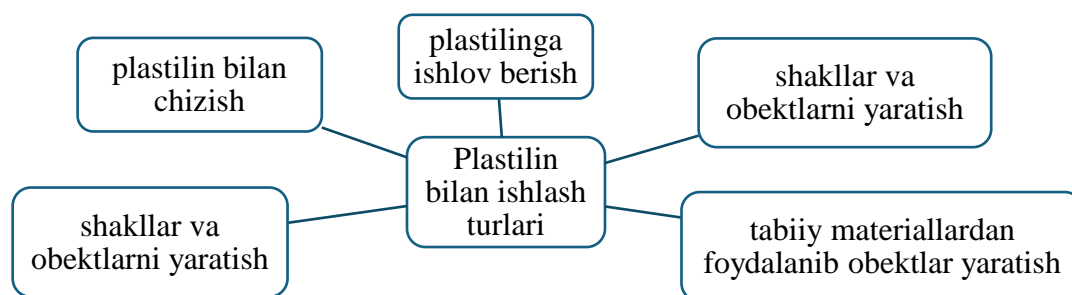 plastilinga
ishlov berish
plastilin bilan
chizish
shakllar va
obektlarni yaratish
Plastilin
bilan ishlash
turlari
shakllar va
obektlarni yaratish
tabiiy materiallardan
foydalanib obektlar yaratish